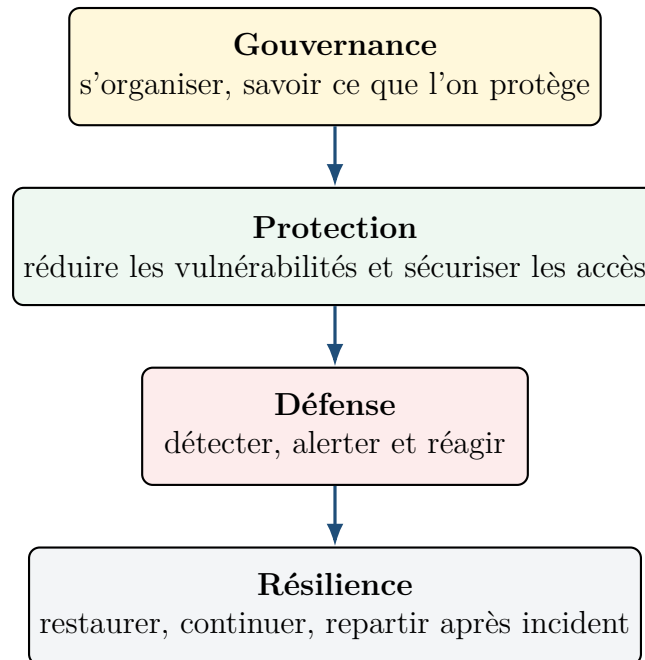 Gouvernance
s'organiser, savoir ce que l'on protège
Protection
réduire les vulnérabilités et sécuriser les accès
Défense
détecter, alerter et réagir
Résilience
restaurer, continuer, repartir après incident